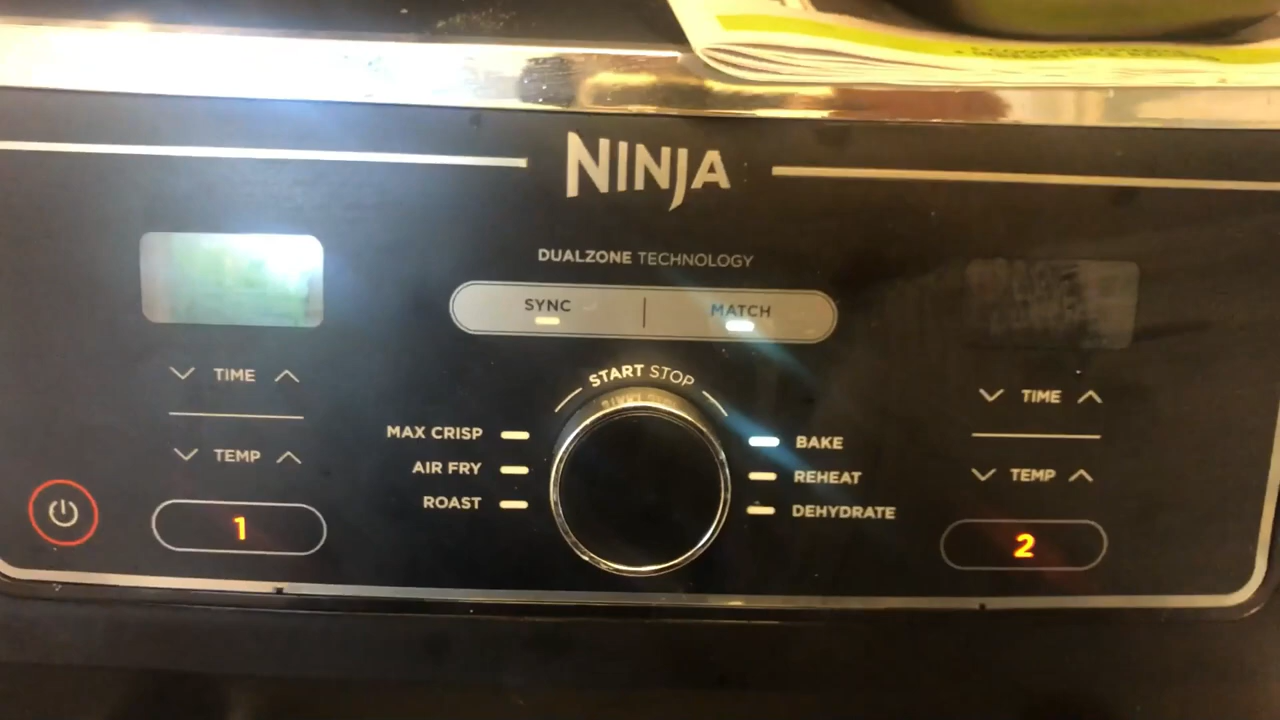 NINJA
DUALZONE TECHNOLOGY
SYNC | MATCH
START STOP
TIME
TEMP
1
MAX CRISP
AIR FRY
ROAST
BAKE
REHEAT
DEHYDRATE
TIME
TEMP
2